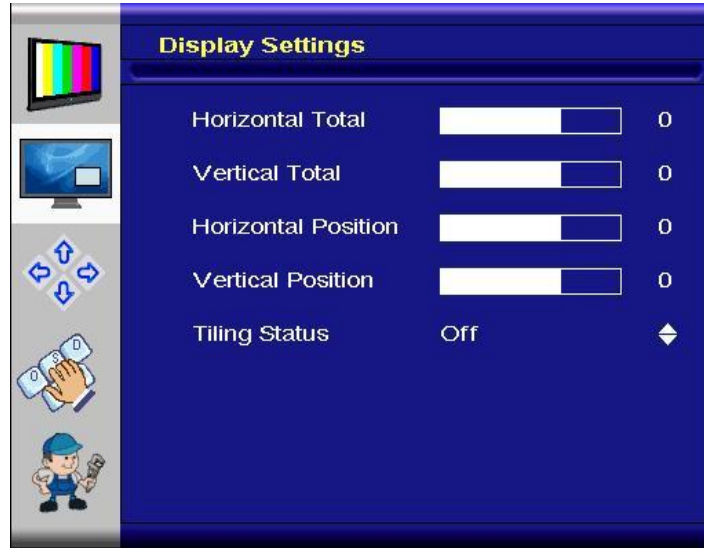 Display Settings
Horizontal Total 0
Vertical Total 0
Horizontal Position 0
Vertical Position 0
Tiling Status Off
O S D